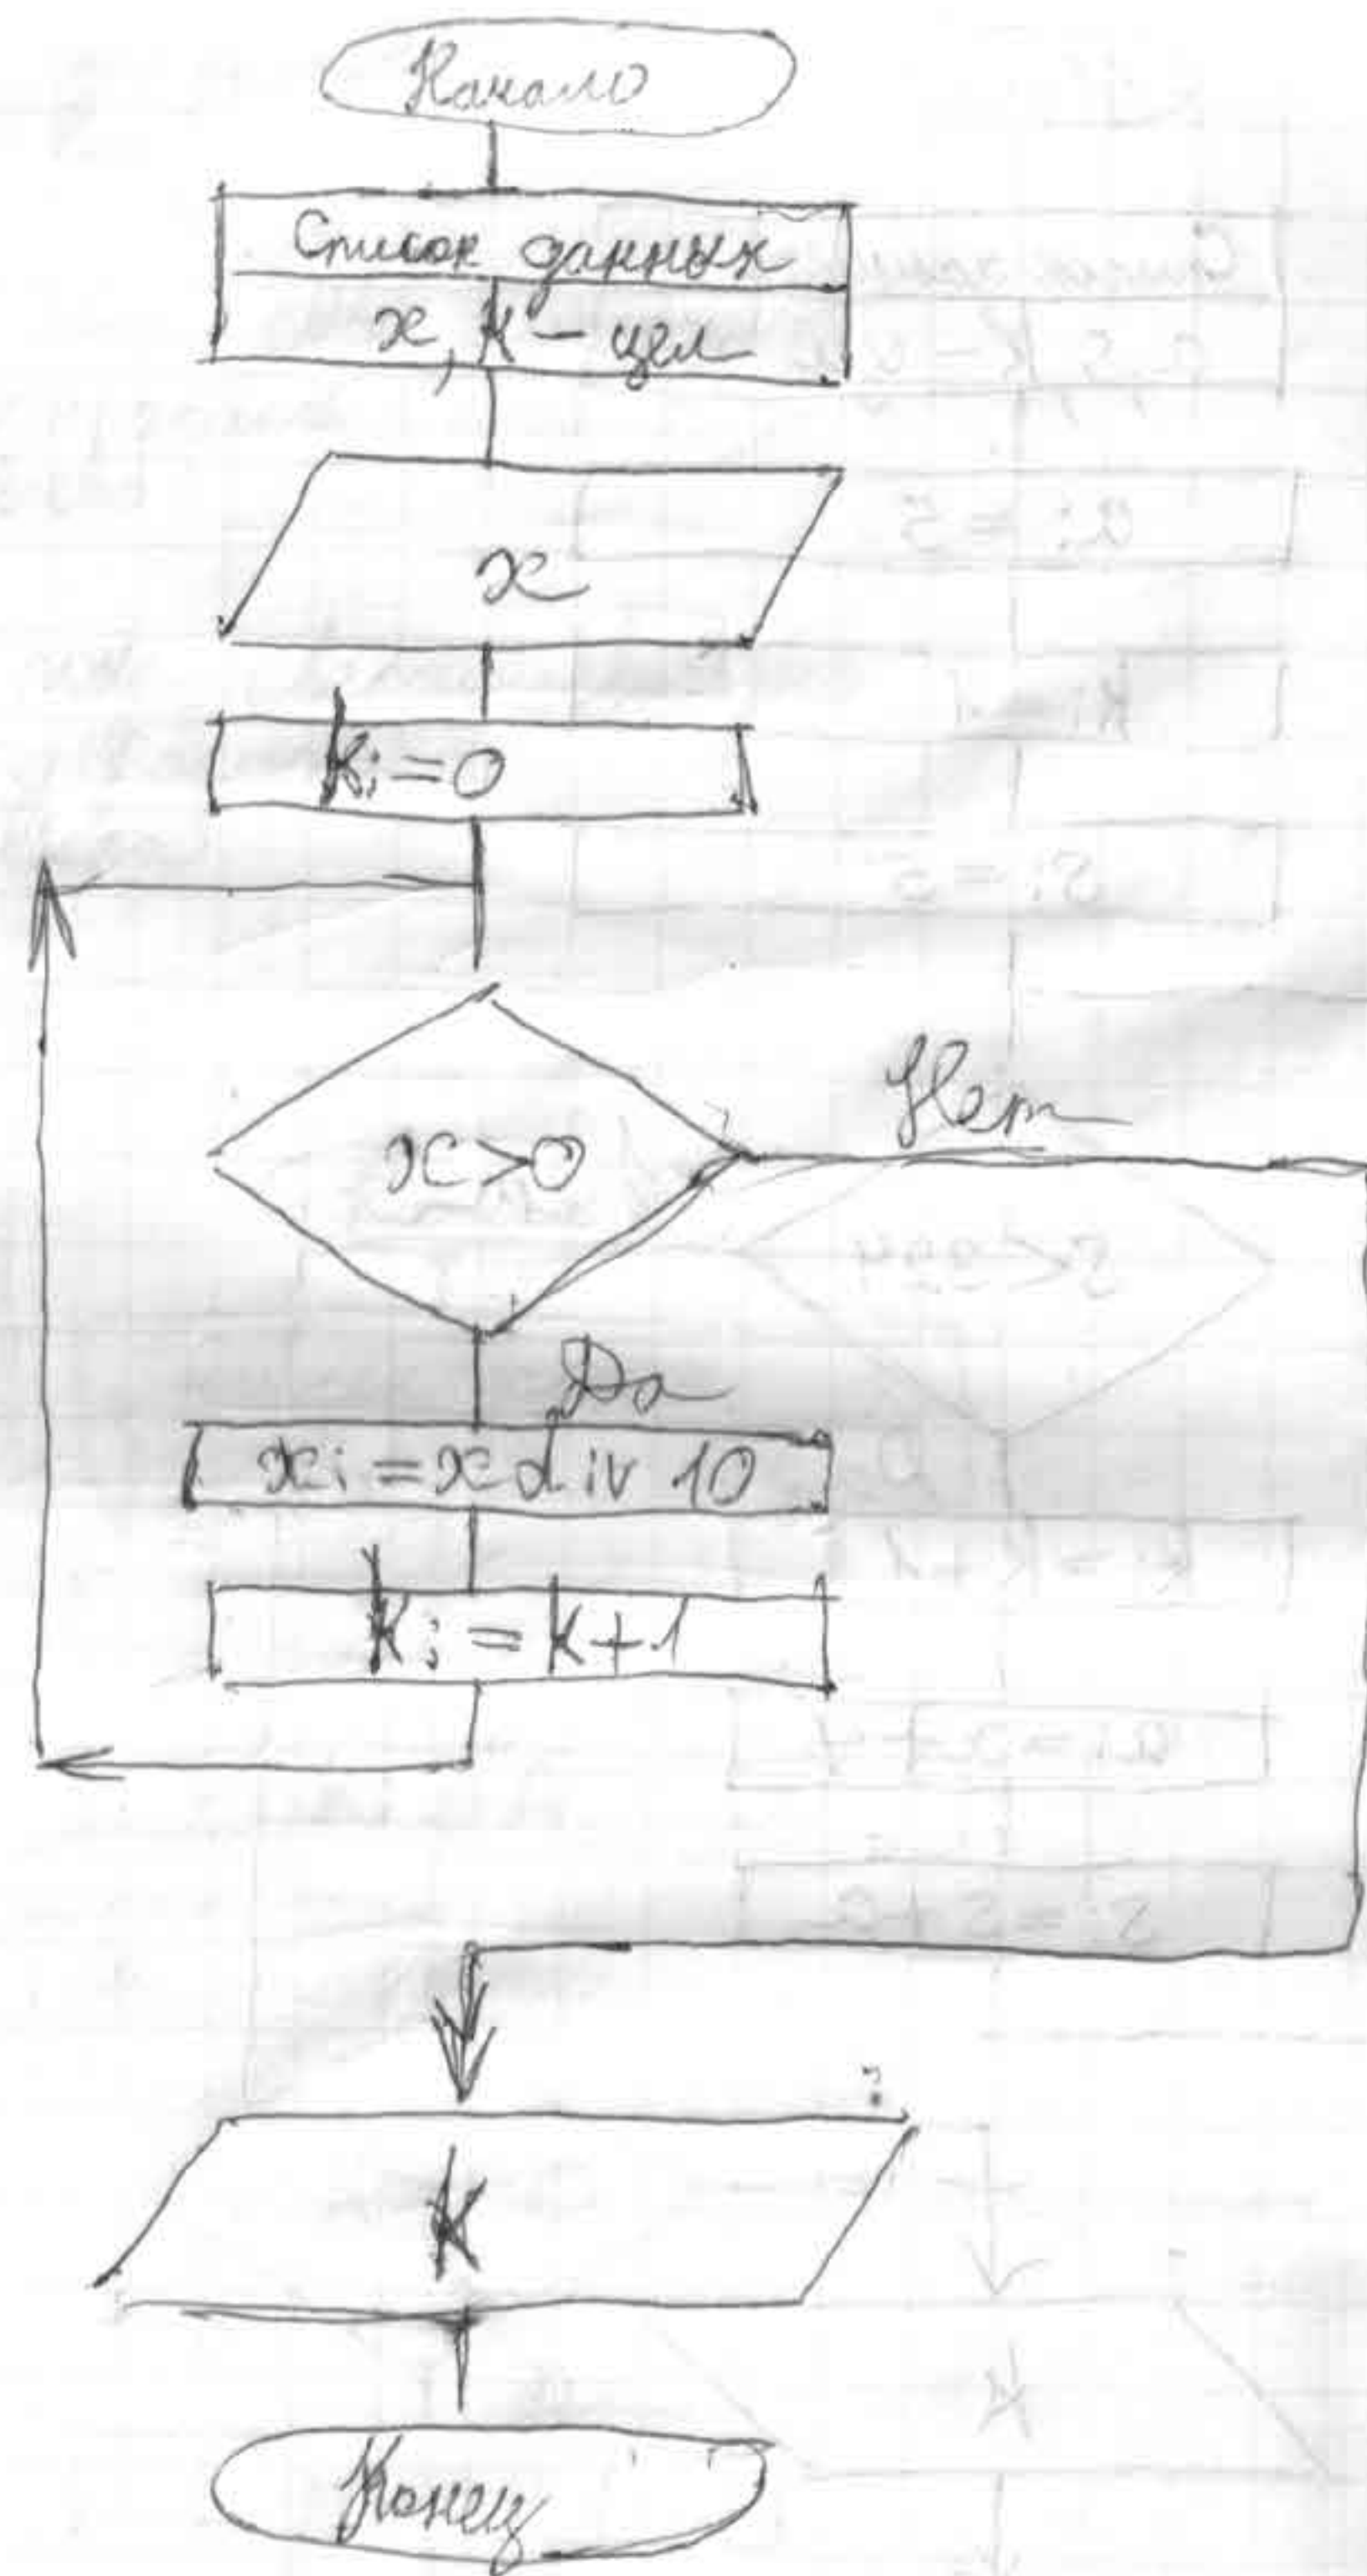 Начало
Список данных
x, K - цел
x
k:=0
x>0
Нет
Да
x:=x div 10
k:=k+1
K
Конец